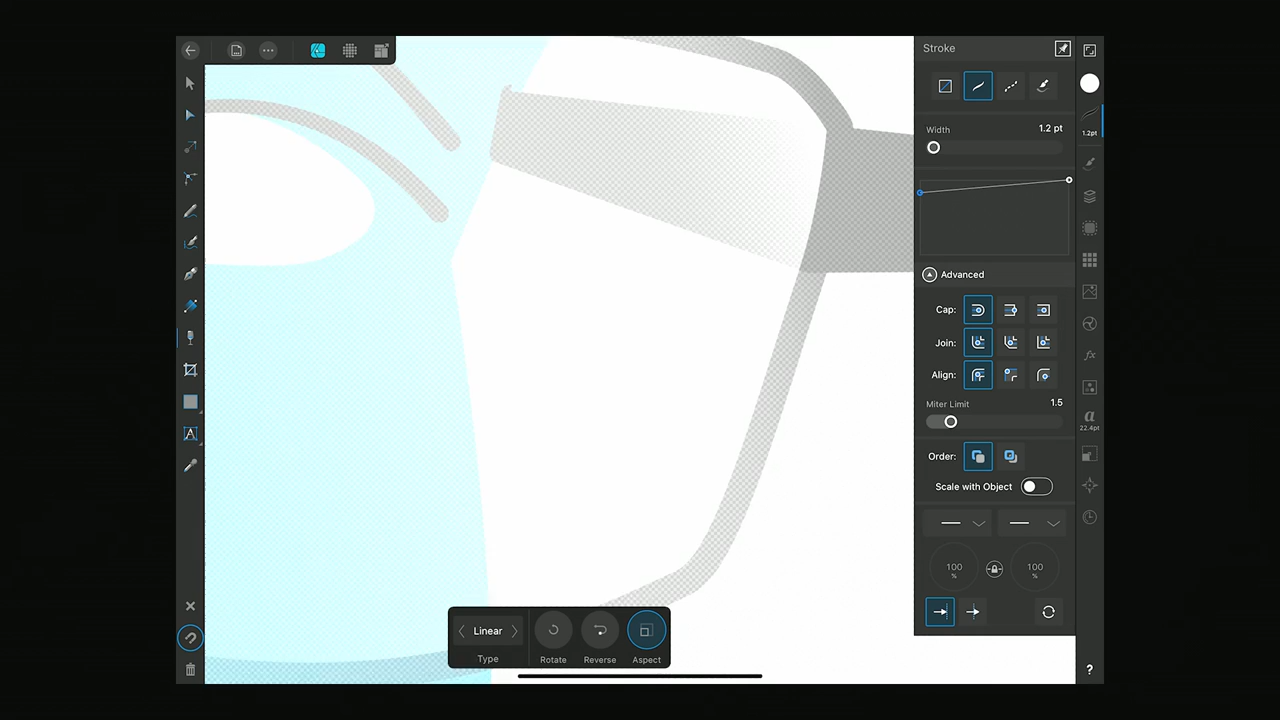 Stroke
Width
1.2 pt
1.2pt
Advanced
Cap:
Join:
Align:
Miter Limit
1.5
a
22.4pt
Order:
Scale with Object
100
%
100
%
Linear
Type
Rotate
Reverse
Aspect
fx
A
?